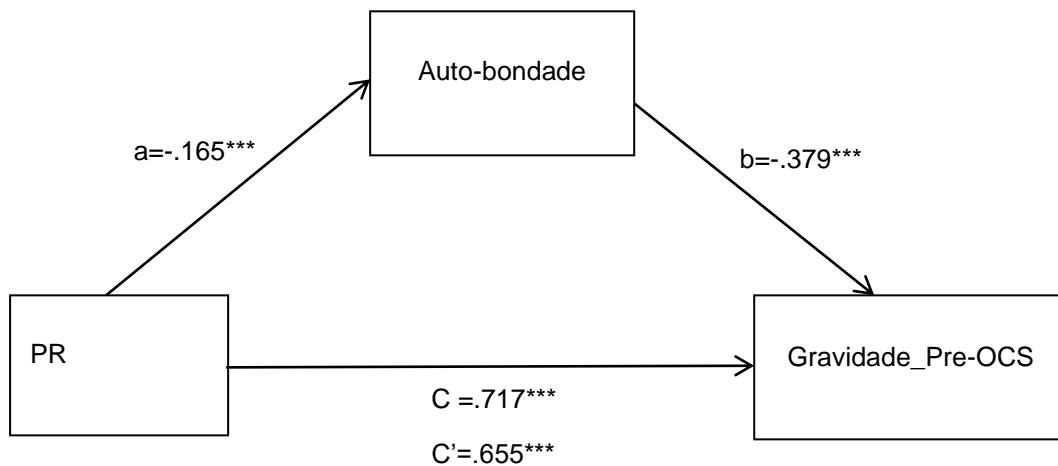 Auto-bondade
a=-.165***
b=-.379***
PR
Gravidade_Pre-OCS
C =.717***
C’=.655***